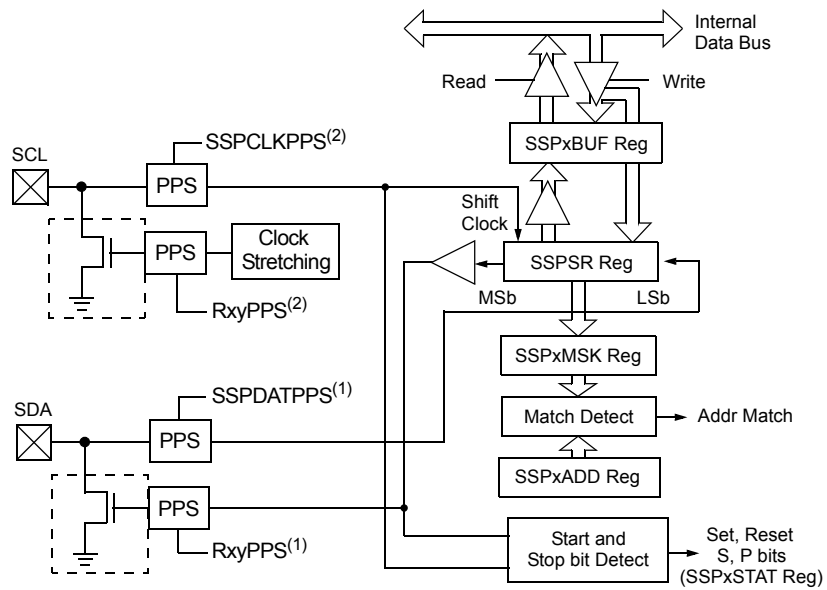 Internal
Data Bus
Read
Write
SSPCLKPPS(2)
SSPxBUF Reg
SCL
PPS
Shift
Clock
PPS
Clock
Stretching
SSPSR Reg
MSb
LSb
RxyPPS(2)
SSPxMSK Reg
SSPDATPPS(1)
SDA
PPS
Match Detect
Addr Match
SSPxADD Reg
PPS
Start and
Stop bit Detect
Set, Reset
S, P bits
(SSPxSTAT Reg)
RxyPPS(1)